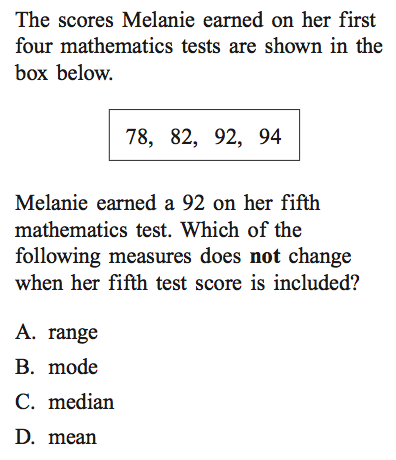 The scores Melanie earned on her first
four mathematics tests are shown in the
box below.
78, 82, 92, 94
Melanie earned a 92 on her fifth
mathematics test. Which of the
following measures does not change
when her fifth test score is included?
A. range
B. mode
C. median
D. mean